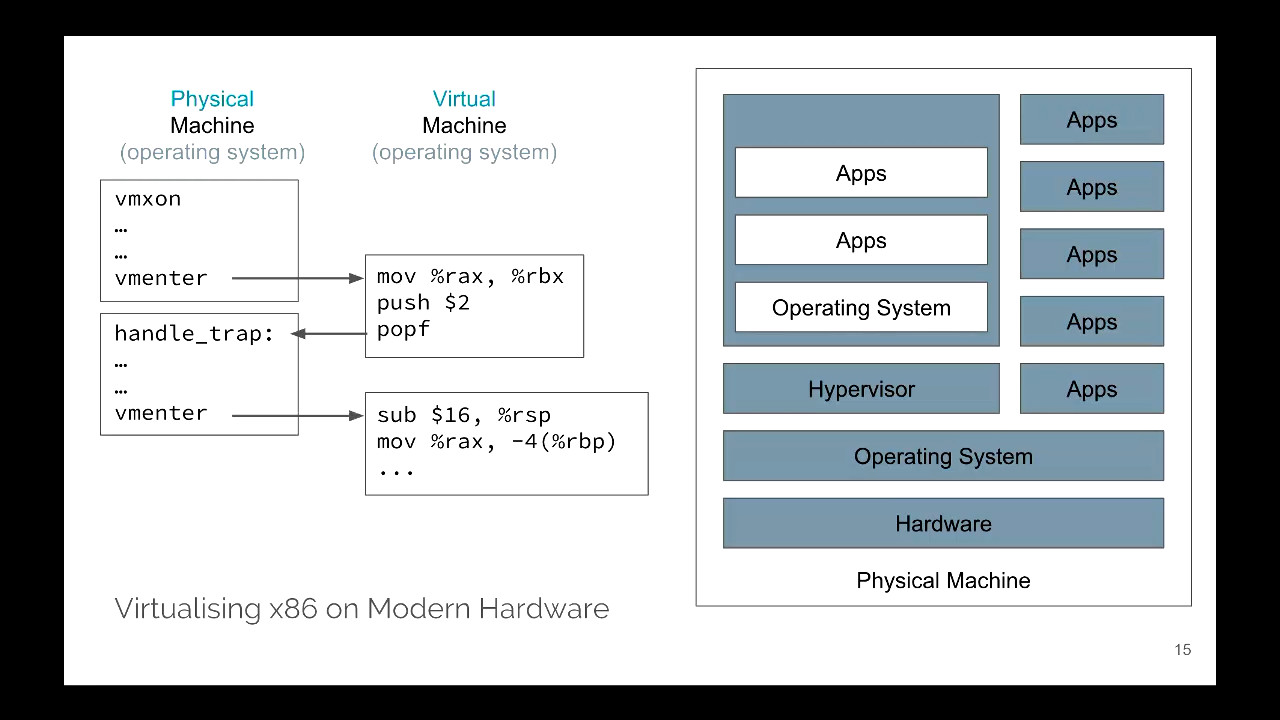 Physical
Machine
(operating system)
vmxon
…
…
vmenter
handle_trap:
…
…
vmenter
Virtual
Machine
(operating system)
mov %rax, %rbx
push $2
popf
sub $16, %rsp
mov %rax, -4(%rbp)
...
Virtualising x86 on Modern Hardware
Apps
Apps
Operating System
Hypervisor
Apps
Apps
Apps
Apps
Apps
Operating System
Hardware
Physical Machine
15